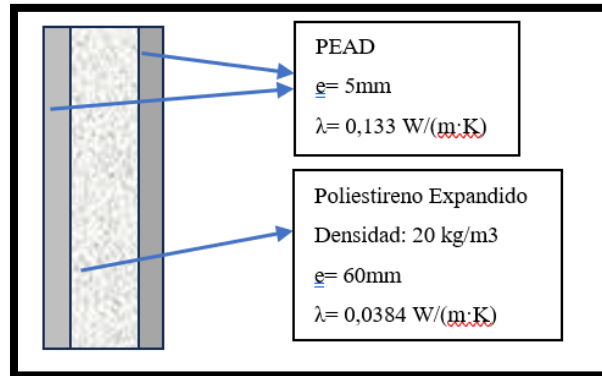 PEAD
e= 5mm
λ= 0,133 W/(m·K)
Poliestireno Expandido
Densidad: 20 kg/m3
e= 60mm
λ= 0,0384 W/(m·K)